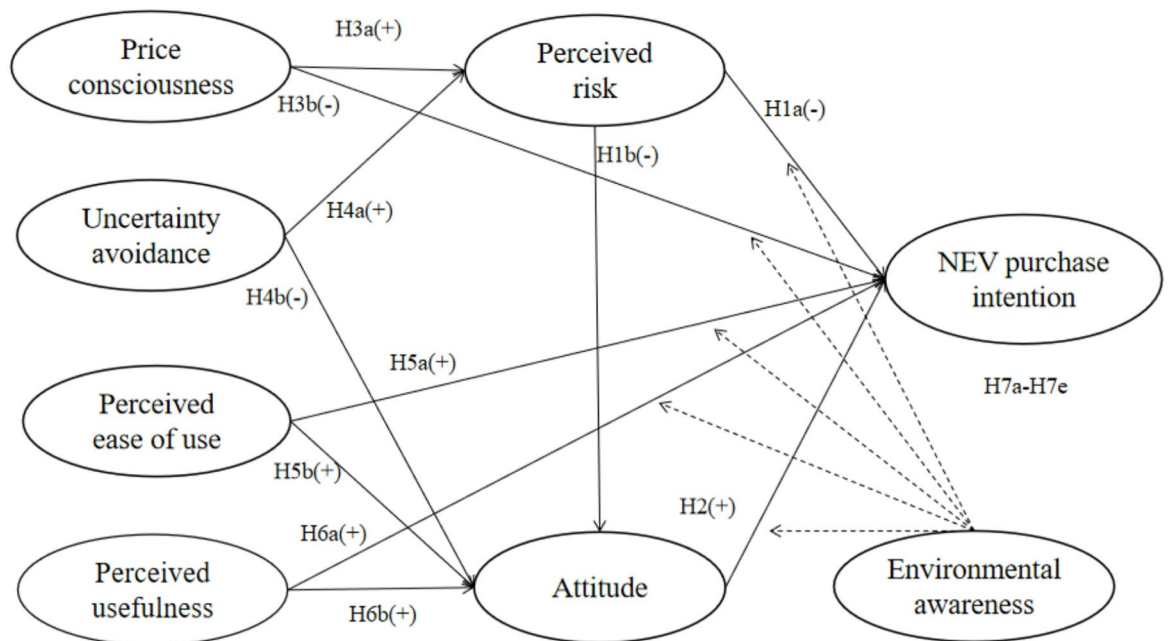 H3a(+)
Price
consciousness
Perceived
risk
H3b(-)
H1a(-)
H1b(-)
Uncertainty
avoidance
H4a(+)
H4b(-)
NEV purchase
intention
H5a(+)
H7a-H7e
Perceived
ease of use
H5b(+)
H6a(+)
H2(+)
Perceived
usefulness
H6b(+)
Attitude
Environmental
awareness